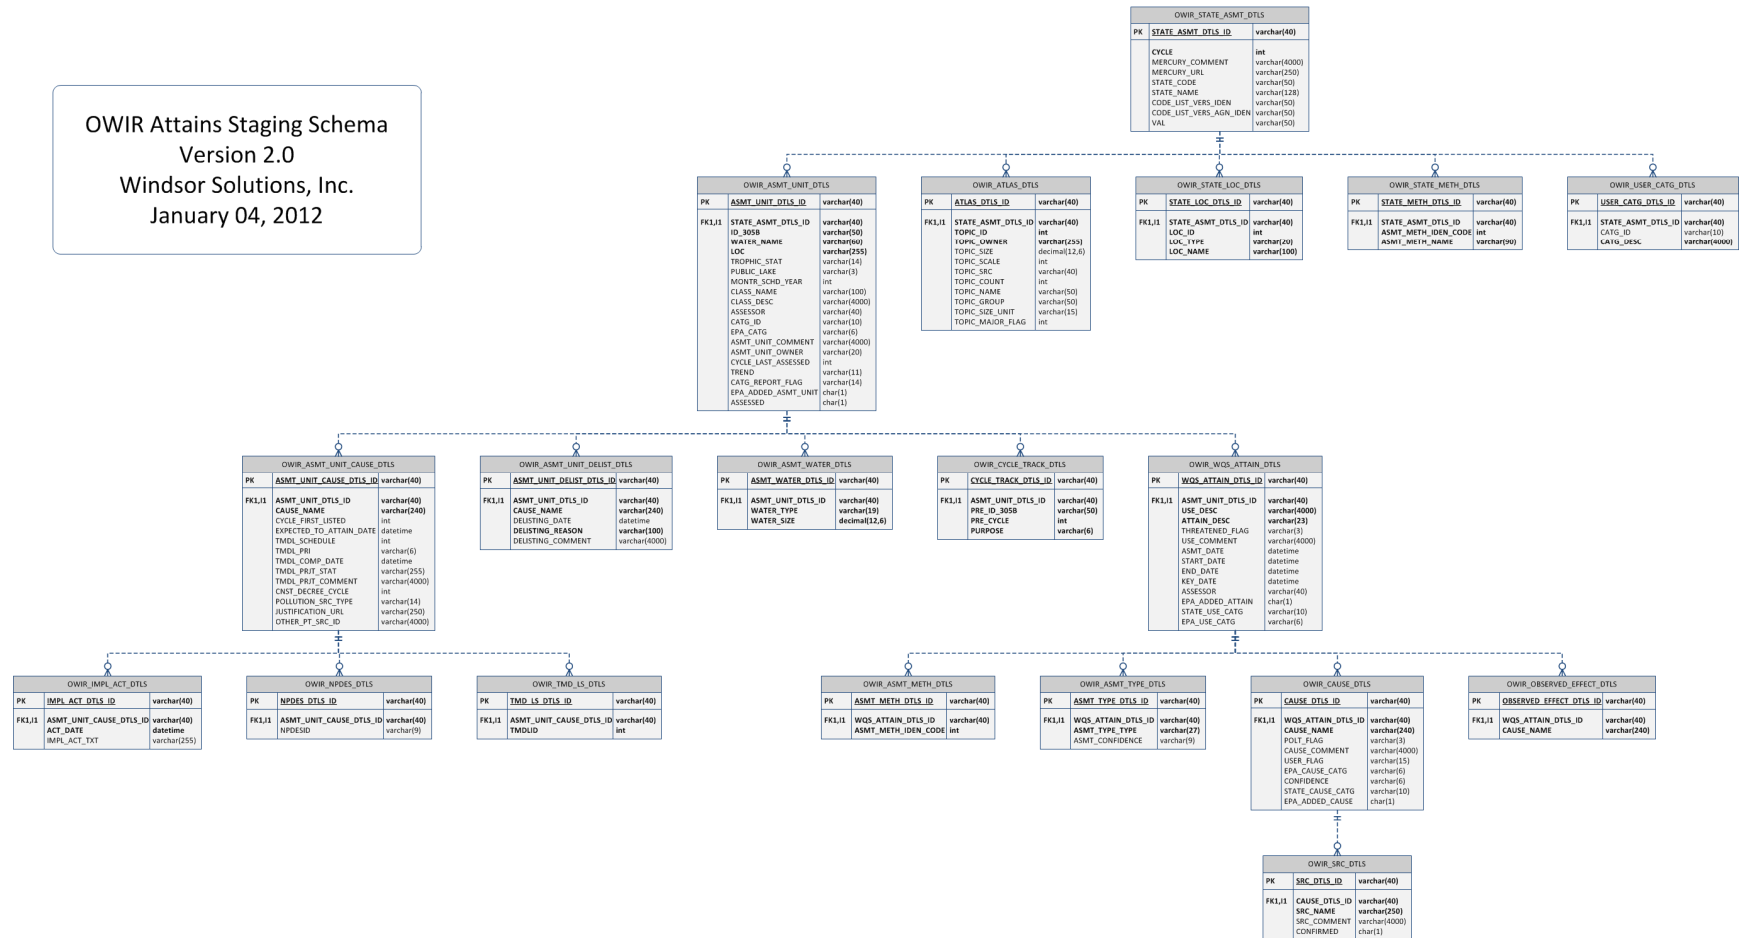 OWIR Attains Staging Schema
Version 2.0
Windsor Solutions, Inc.
January 04, 2012
OWIR_STATE_ASMT_DTLS
PK STATE_ASMT_DTLS_ID varchar(40)
CYCLE int
MERCURY_COMMENT varchar(4000)
MERCURY_URL varchar(250)
STATE_CODE varchar(50)
STATE_NAME varchar(128)
CODE_LIST_VERS_IDEN varchar(50)
CODE_LIST_VERS_AGN_IDEN varchar(50)
VAL varchar(50)
OWIR_ASMT_UNIT_DTLS
PK ASMT_UNIT_DTLS_ID varchar(40)
FK1,I1 STATE_ASMT_DTLS_ID varchar(40)
ID_305B varchar(50)
WATER_NAME varchar(60)
LOC varchar(255)
TROPHIC_STAT varchar(14)
PUBLIC_LAKE varchar(3)
MONTR_SCHD_YEAR int
CLASS_NAME varchar(100)
CLASS_DESC varchar(4000)
ASSESSOR varchar(40)
CATG_ID varchar(10)
EPA_CATG varchar(6)
ASMT_UNIT_COMMENT varchar(4000)
ASMT_UNIT_OWNER varchar(20)
CYCLE_LAST_ASSESSED int
TREND varchar(11)
CATG_REPORT_FLAG varchar(14)
EPA_ADDED_ASMT_UNIT char(1)
ASSESSED char(1)
OWIR_ATLAS_DTLS
PK ATLAS_DTLS_ID varchar(40)
FK1,I1 STATE_ASMT_DTLS_ID varchar(40)
TOPIC_ID int
TOPIC_OWNER varchar(255)
TOPIC_SIZE decimal(12,6)
TOPIC_SCALE int
TOPIC_SRC varchar(40)
TOPIC_COUNT int
TOPIC_NAME varchar(50)
TOPIC_GROUP varchar(50)
TOPIC_SIZE_UNIT varchar(15)
TOPIC_MAJOR_FLAG int
OWIR_STATE_LOC_DTLS
PK STATE_LOC_DTLS_ID varchar(40)
FK1,I1 STATE_ASMT_DTLS_ID varchar(40)
LOC_ID int
LOC_TYPE varchar(20)
LOC_NAME varchar(100)
OWIR_STATE_METH_DTLS
PK STATE_METH_DTLS_ID varchar(40)
FK1,I1 STATE_ASMT_DTLS_ID varchar(40)
ASMT_METH_IDEN_CODE int
ASMT_METH_NAME varchar(90)
OWIR_USER_CATG_DTLS
PK USER_CATG_DTLS_ID varchar(40)
FK1,I1 STATE_ASMT_DTLS_ID varchar(40)
CATG_ID varchar(10)
CATG_DESC varchar(4000)
OWIR_ASMT_UNIT_CAUSE_DTLS
PK ASMT_UNIT_CAUSE_DTLS_ID varchar(40)
FK1,I1 ASMT_UNIT_DTLS_ID varchar(40)
CAUSE_NAME varchar(240)
CYCLE_FIRST_LISTED int
EXPECTED_TO_ATTAIN_DATE datetime
TMDL_SCHEDULE int
TMDL_PRI varchar(6)
TMDL_COMP_DATE datetime
TMDL_PRJT_STAT varchar(255)
TMDL_PRJT_COMMENT varchar(4000)
CNST_DECREE_CYCLE int
POLLUTION_SRC_TYPE varchar(14)
JUSTIFICATION_URL varchar(250)
OTHER_PT_SRC_ID varchar(4000)
OWIR_ASMT_UNIT_DELIST_DTLS
PK ASMT_UNIT_DELIST_DTLS_ID varchar(40)
FK1,I1 ASMT_UNIT_DTLS_ID varchar(40)
CAUSE_NAME varchar(240)
DELISTING_DATE datetime
DELISTING_REASON varchar(100)
DELISTING_COMMENT varchar(4000)
OWIR_ASMT_WATER_DTLS
PK ASMT_WATER_DTLS_ID varchar(40)
FK1,I1 ASMT_UNIT_DTLS_ID varchar(40)
WATER_TYPE varchar(19)
WATER_SIZE decimal(12,6)
OWIR_CYCLE_TRACK_DTLS
PK CYCLE_TRACK_DTLS_ID varchar(40)
FK1,I1 ASMT_UNIT_DTLS_ID varchar(40)
PRE_ID_305B varchar(50)
PRE_CYCLE int
PURPOSE varchar(6)
OWIR_WQS_ATTAIN_DTLS
PK WQS_ATTAIN_DTLS_ID varchar(40)
FK1,I1 ASMT_UNIT_DTLS_ID varchar(40)
USE_DESC varchar(4000)
ATTAIN_DESC varchar(23)
THREATENED_FLAG varchar(3)
USE_COMMENT varchar(4000)
ASMT_DATE datetime
START_DATE datetime
END_DATE datetime
KEY_DATE datetime
ASSESSOR varchar(40)
EPA_ADDED_ATTAIN char(1)
STATE_USE_CATG varchar(10)
EPA_USE_CATG varchar(6)
OWIR_IMPL_ACT_DTLS
PK IMPL_ACT_DTLS_ID varchar(40)
FK1,I1 ASMT_UNIT_CAUSE_DTLS_ID varchar(40)
ACT_DATE datetime
IMPL_ACT_TXT varchar(255)
OWIR_NPDES_DTLS
PK NPDES_DTLS_ID varchar(40)
FK1,I1 ASMT_UNIT_CAUSE_DTLS_ID varchar(40)
NPDESID varchar(9)
OWIR_TMD_LS_DTLS
PK TMD_LS_DTLS_ID varchar(40)
FK1,I1 ASMT_UNIT_CAUSE_DTLS_ID varchar(40)
TMDLID int
OWIR_ASMT_METH_DTLS
PK ASMT_METH_DTLS_ID varchar(40)
FK1,I1 WQS_ATTAIN_DTLS_ID varchar(40)
ASMT_METH_IDEN_CODE int
OWIR_ASMT_TYPE_DTLS
PK ASMT_TYPE_DTLS_ID varchar(40)
FK1,I1 WQS_ATTAIN_DTLS_ID varchar(40)
ASMT_TYPE_TYPE varchar(27)
ASMT_CONFIDENCE varchar(9)
OWIR_CAUSE_DTLS
PK CAUSE_DTLS_ID varchar(40)
FK1,I1 WQS_ATTAIN_DTLS_ID varchar(40)
CAUSE_NAME varchar(240)
POLT_FLAG varchar(3)
CAUSE_COMMENT varchar(4000)
USER_FLAG varchar(15)
EPA_CAUSE_CATG varchar(6)
CONFIDENCE varchar(6)
STATE_CAUSE_CATG varchar(10)
EPA_ADDED_CAUSE char(1)
OWIR_OBSERVED_EFFECT_DTLS
PK OBSERVED_EFFECT_DTLS_ID varchar(40)
FK1,I1 WQS_ATTAIN_DTLS_ID varchar(40)
CAUSE_NAME varchar(240)
OWIR_SRC_DTLS
PK SRC_DTLS_ID varchar(40)
FK1,I1 CAUSE_DTLS_ID varchar(40)
SRC_NAME varchar(250)
SRC_COMMENT varchar(4000)
CONFIRMED char(1)